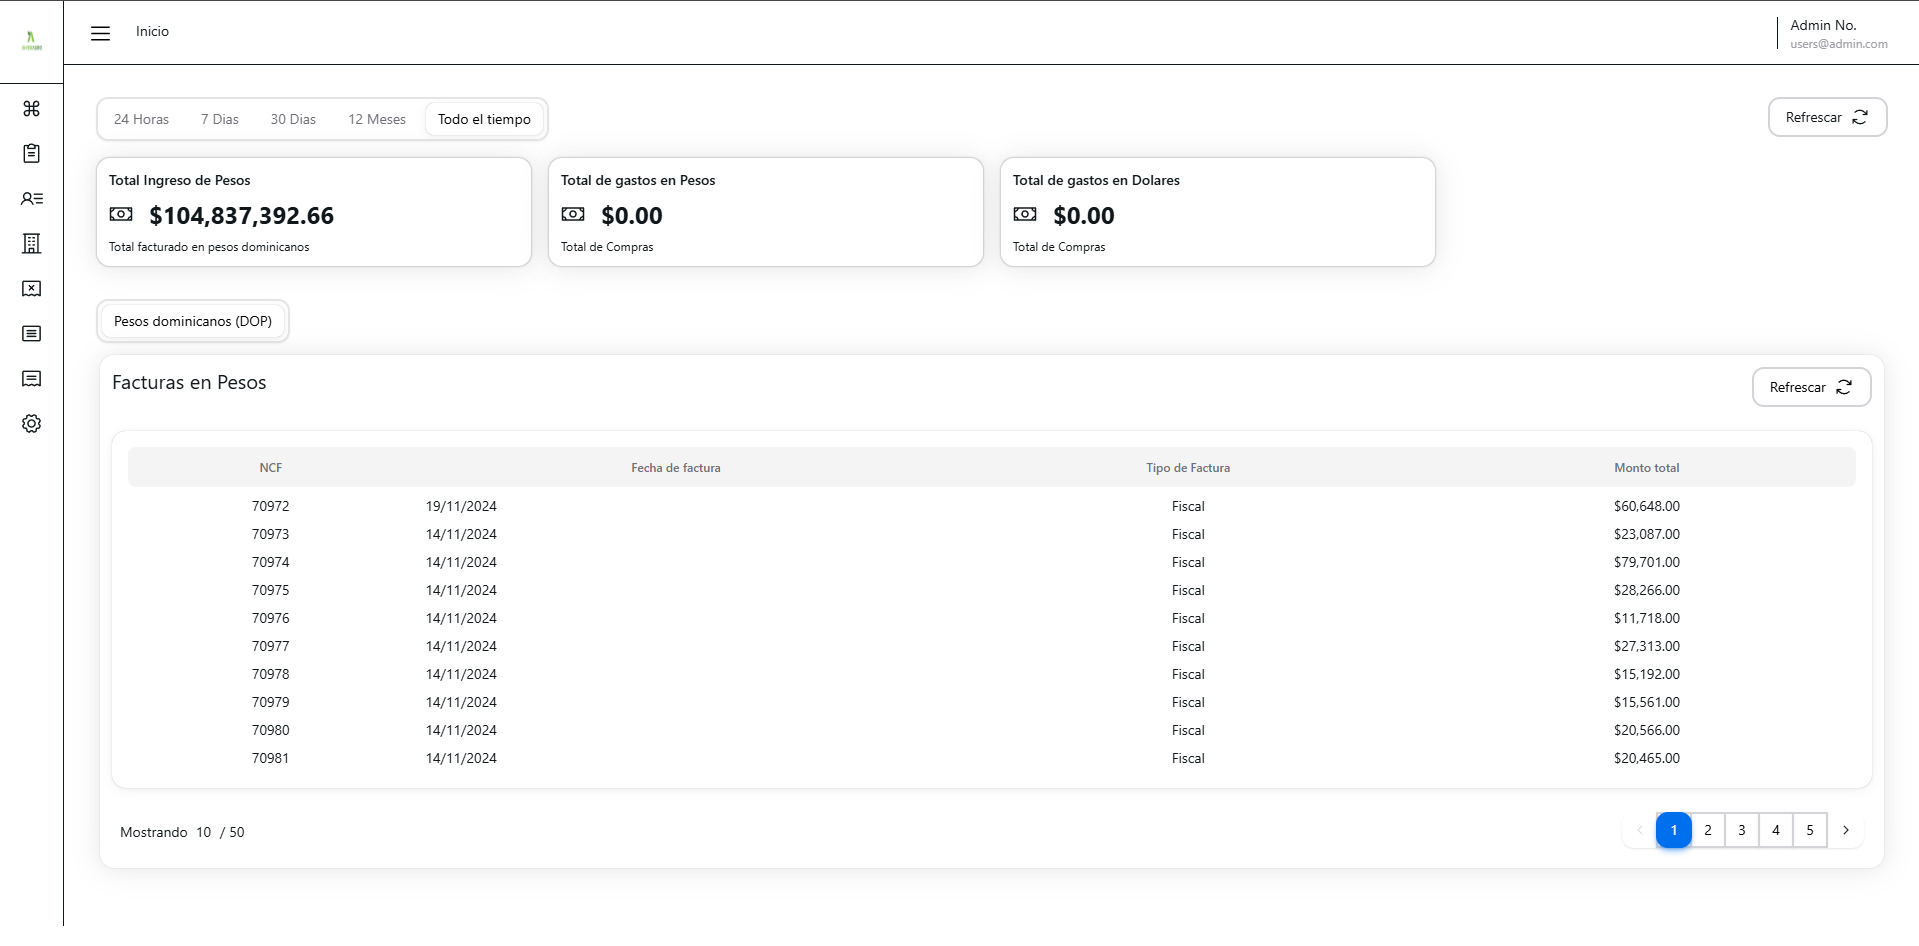 Inicio
Admin No.
users@admin.com
24 Horas 7 Dias 30 Dias 12 Meses Todo el tiempo
Refrescar
Total Ingreso de Pesos
$104,837,392.66
Total facturado en pesos dominicanos
Total de gastos en Pesos
$0.00
Total de Compras
Total de gastos en Dolares
$0.00
Total de Compras
Pesos dominicanos (DOP)
Facturas en Pesos
Refrescar
NCF Fecha de factura Tipo de Factura Monto total
70972 19/11/2024 Fiscal $60,648.00
70973 14/11/2024 Fiscal $23,087.00
70974 14/11/2024 Fiscal $79,701.00
70975 14/11/2024 Fiscal $28,266.00
70976 14/11/2024 Fiscal $11,718.00
70977 14/11/2024 Fiscal $27,313.00
70978 14/11/2024 Fiscal $15,192.00
70979 14/11/2024 Fiscal $15,561.00
70980 14/11/2024 Fiscal $20,566.00
70981 14/11/2024 Fiscal $20,465.00
Mostrando 10 / 50
1 2 3 4 5